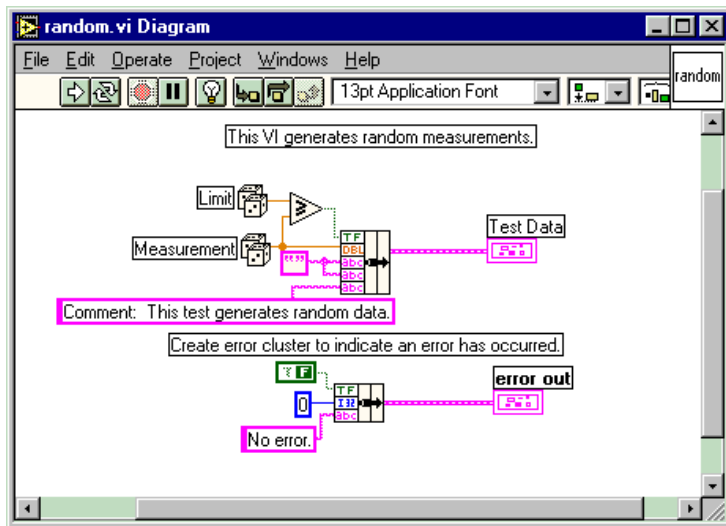 random.vi Diagram
File Edit Operate Project Windows Help
random
13pt Application Font
This VI generates random measurements.
Limit
Test Data
TF
Measurement
DBL
abc
abc
abc
Comment: This test generates random data.
Create error cluster to indicate an error has occurred.
F
error out
TF
0
I32
abc
No error.